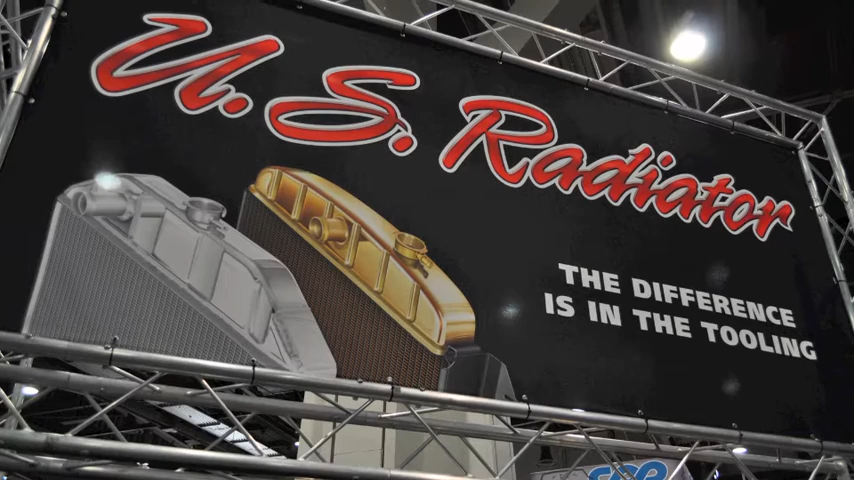 U.S. Radiator
THE DIFFERENCE
IS IN THE TOOLING